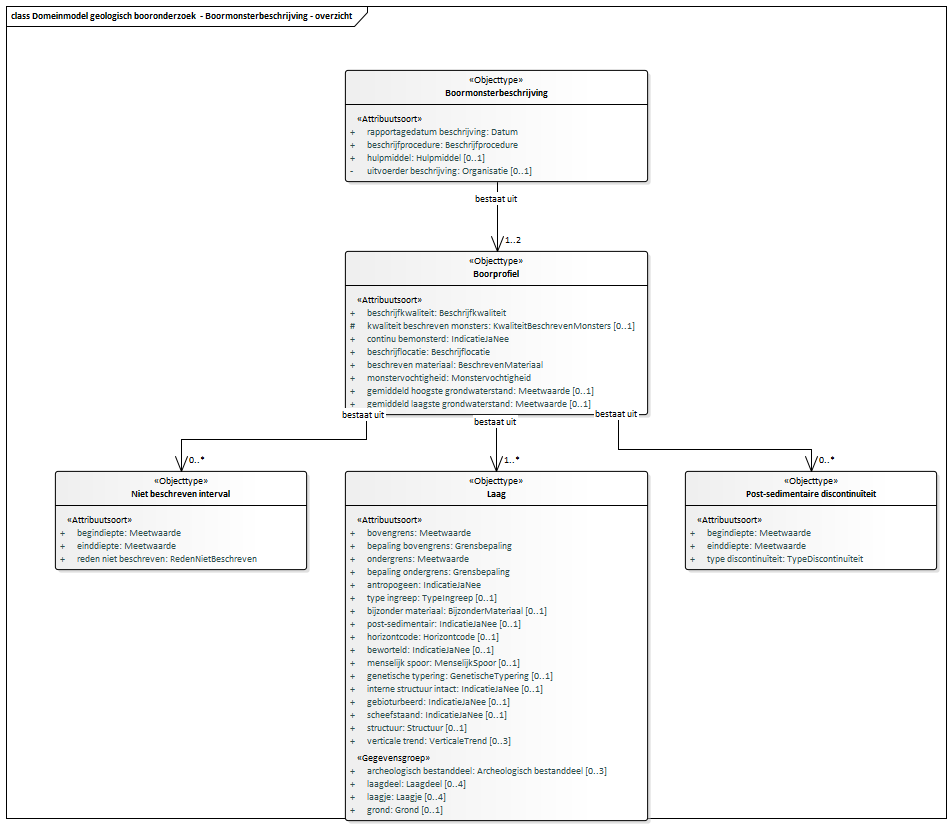 class Domeinmodel geologisch booronderzoek - Boormonsterbeschrijving - overzicht
«Objecttype»
Boormonsterbeschrijving
«Attribuutsoort»
+ rapportagedatum beschrijving: Datum
+ beschrijfprocedure: Beschrijfprocedure
+ hulpmiddel: Hulpmiddel [0..1]
- uitvoerder beschrijving: Organisatie [0..1]
bestaat uit
1..2
«Objecttype»
Boorprofiel
«Attribuutsoort»
+ beschrijfkwaliteit: Beschrijfkwaliteit
# kwaliteit beschreven monsters: KwaliteitBeschrevenMonsters [0..1]
+ continu bemonsterd: IndicatieJaNee
+ beschrijflocatie: Beschrijflocatie
+ beschreven materiaal: BeschrevenMateriaal
+ monstervochtigheid: Monstervochtigheid
+ gemiddeld hoogste grondwaterstand: Meetwaarde [0..1]
+ gemiddeld laagste grondwaterstand: Meetwaarde [0..1]
bestaat uit
bestaat uit
bestaat uit
0..*
1..*
0..*
«Objecttype»
Niet beschreven interval
«Attribuutsoort»
+ begindiepte: Meetwaarde
+ einddiepte: Meetwaarde
+ reden niet beschreven: RedenNietBeschreven
«Objecttype»
Laag
«Attribuutsoort»
+ bovengrens: Meetwaarde
+ bepaling bovengrens: Grensbepaling
+ ondergrens: Meetwaarde
+ bepaling ondergrens: Grensbepaling
+ antropogeen: IndicatieJaNee
+ type ingreep: TypeIngreep [0..1]
+ bijzonder materiaal: BijzonderMateriaal [0..1]
+ post-sedimentair: IndicatieJaNee [0..1]
+ horizontcode: Horizontcode [0..1]
+ beworteld: IndicatieJaNee [0..1]
+ menselijk spoor: MenselijkSpoor [0..1]
+ genetische typering: GenetischeTypering [0..1]
+ interne structuur intact: IndicatieJaNee [0..1]
+ gebioturbeerd: IndicatieJaNee [0..1]
+ scheefstaand: IndicatieJaNee [0..1]
+ structuur: Structuur [0..1]
+ verticale trend: VerticaleTrend [0..3]
«Gegevensgroep»
+ archeologisch bestanddeel: Archeologisch bestanddeel [0..3]
+ laagdeel: Laagdeel [0..4]
+ laagje: Laagje [0..4]
+ grond: Grond [0..1]
«Objecttype»
Post-sedimentaire discontinuïteit
«Attribuutsoort»
+ begindiepte: Meetwaarde
+ einddiepte: Meetwaarde
+ type discontinuïteit: TypeDiscontinuïteit